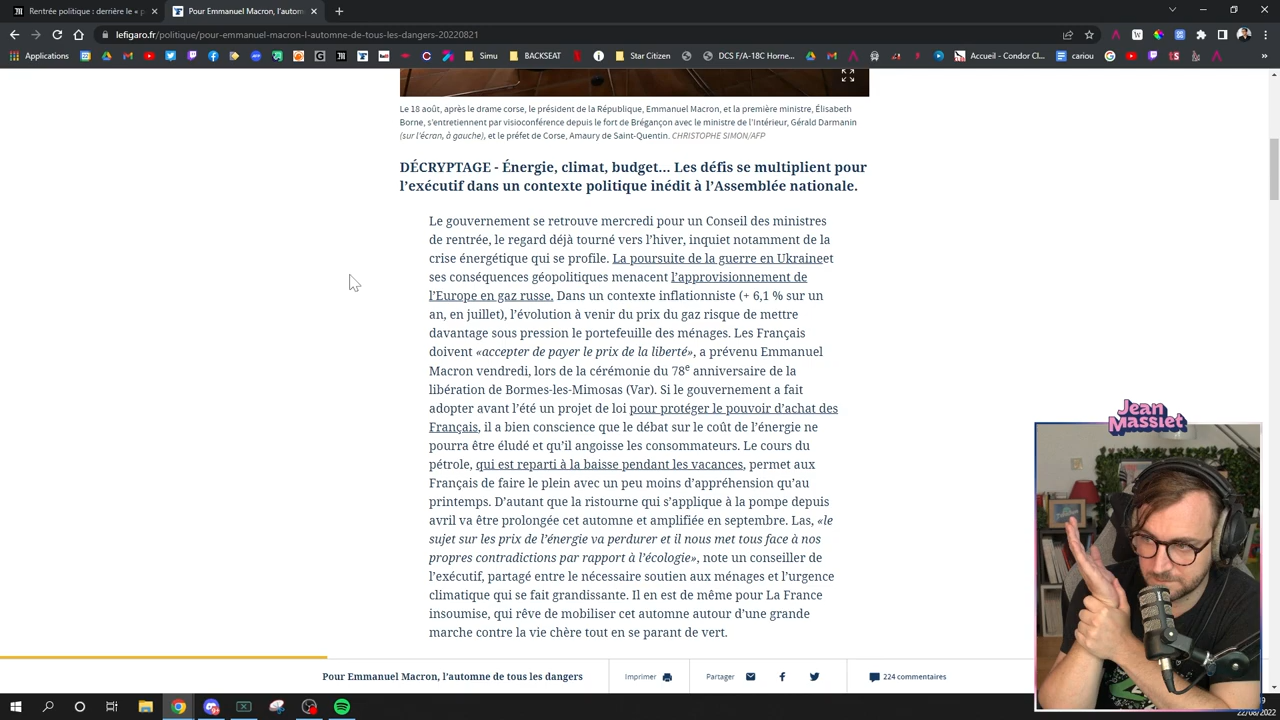 Rentrée politique : derrière le « p
Pour Emmanuel Macron, l'automne
lefigaro.fr/politique/pour-emmanuel-macron-l-automne-de-tous-les-dangers-20220821
Applications
Simu
BACKSEAT
Star Citizen
DCS F/A-18C Horne...
Accueil - Condor Cl...
cariou
Le 18 août, après le drame corse, le président de la République, Emmanuel Macron, et la première ministre, Élisabeth
Borne, s'entretiennent par visioconférence depuis le fort de Brégançon avec le ministre de l'Intérieur, Gérald Darmanin
(sur l'écran, à gauche), et le préfet de Corse, Amaury de Saint-Quentin. CHRISTOPHE SIMON/AFP
DÉCRYPTAGE - Énergie, climat, budget... Les défis se multiplient pour
l'exécutif dans un contexte politique inédit à l'Assemblée nationale.
Le gouvernement se retrouve mercredi pour un Conseil des ministres
de rentrée, le regard déjà tourné vers l'hiver, inquiet notamment de la
crise énergétique qui se profile. La poursuite de la guerre en Ukraineet
ses conséquences géopolitiques menacent l'approvisionnement de
l'Europe en gaz russe. Dans un contexte inflationniste (+ 6,1 % sur un
an, en juillet), l'évolution à venir du prix du gaz risque de mettre
davantage sous pression le portefeuille des ménages. Les Français
doivent «accepter de payer le prix de la liberté», a prévenu Emmanuel
Macron vendredi, lors de la cérémonie du 78e anniversaire de la
libération de Bormes-les-Mimosas (Var). Si le gouvernement a fait
adopter avant l'été un projet de loi pour protéger le pouvoir d'achat des
Français, il a bien conscience que le débat sur le coût de l'énergie ne
pourra être éludé et qu'il angoisse les consommateurs. Le cours du
pétrole, qui est reparti à la baisse pendant les vacances, permet aux
Français de faire le plein avec un peu moins d'appréhension qu'au
printemps. D'autant que la ristourne qui s'applique à la pompe depuis
avril va être prolongée cet automne et amplifiée en septembre. Las, «le
sujet sur les prix de l'énergie va perdurer et il nous met tous face à nos
propres contradictions par rapport à l'écologie», note un conseiller de
l'exécutif, partagé entre le nécessaire soutien aux ménages et l'urgence
climatique qui se fait grandissante. Il en est de même pour La France
insoumise, qui rêve de mobiliser cet automne autour d'une grande
marche contre la vie chère tout en se parant de vert.
Jean
Massiet
Pour Emmanuel Macron, l'automne de tous les dangers
Imprimer
Partager
224 commentaires
22/08/2022